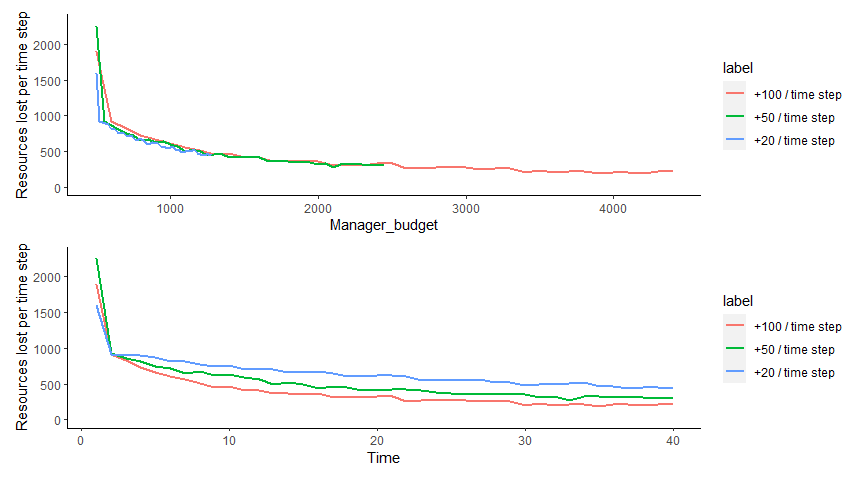 Resources lost per time step
2000
1500
1000
500
0
1000
2000
3000
4000
Manager_budget
label
+100 / time step
+50 / time step
+20 / time step
Resources lost per time step
2000
1500
1000
500
0
0
10
20
30
40
Time
label
+100 / time step
+50 / time step
+20 / time step